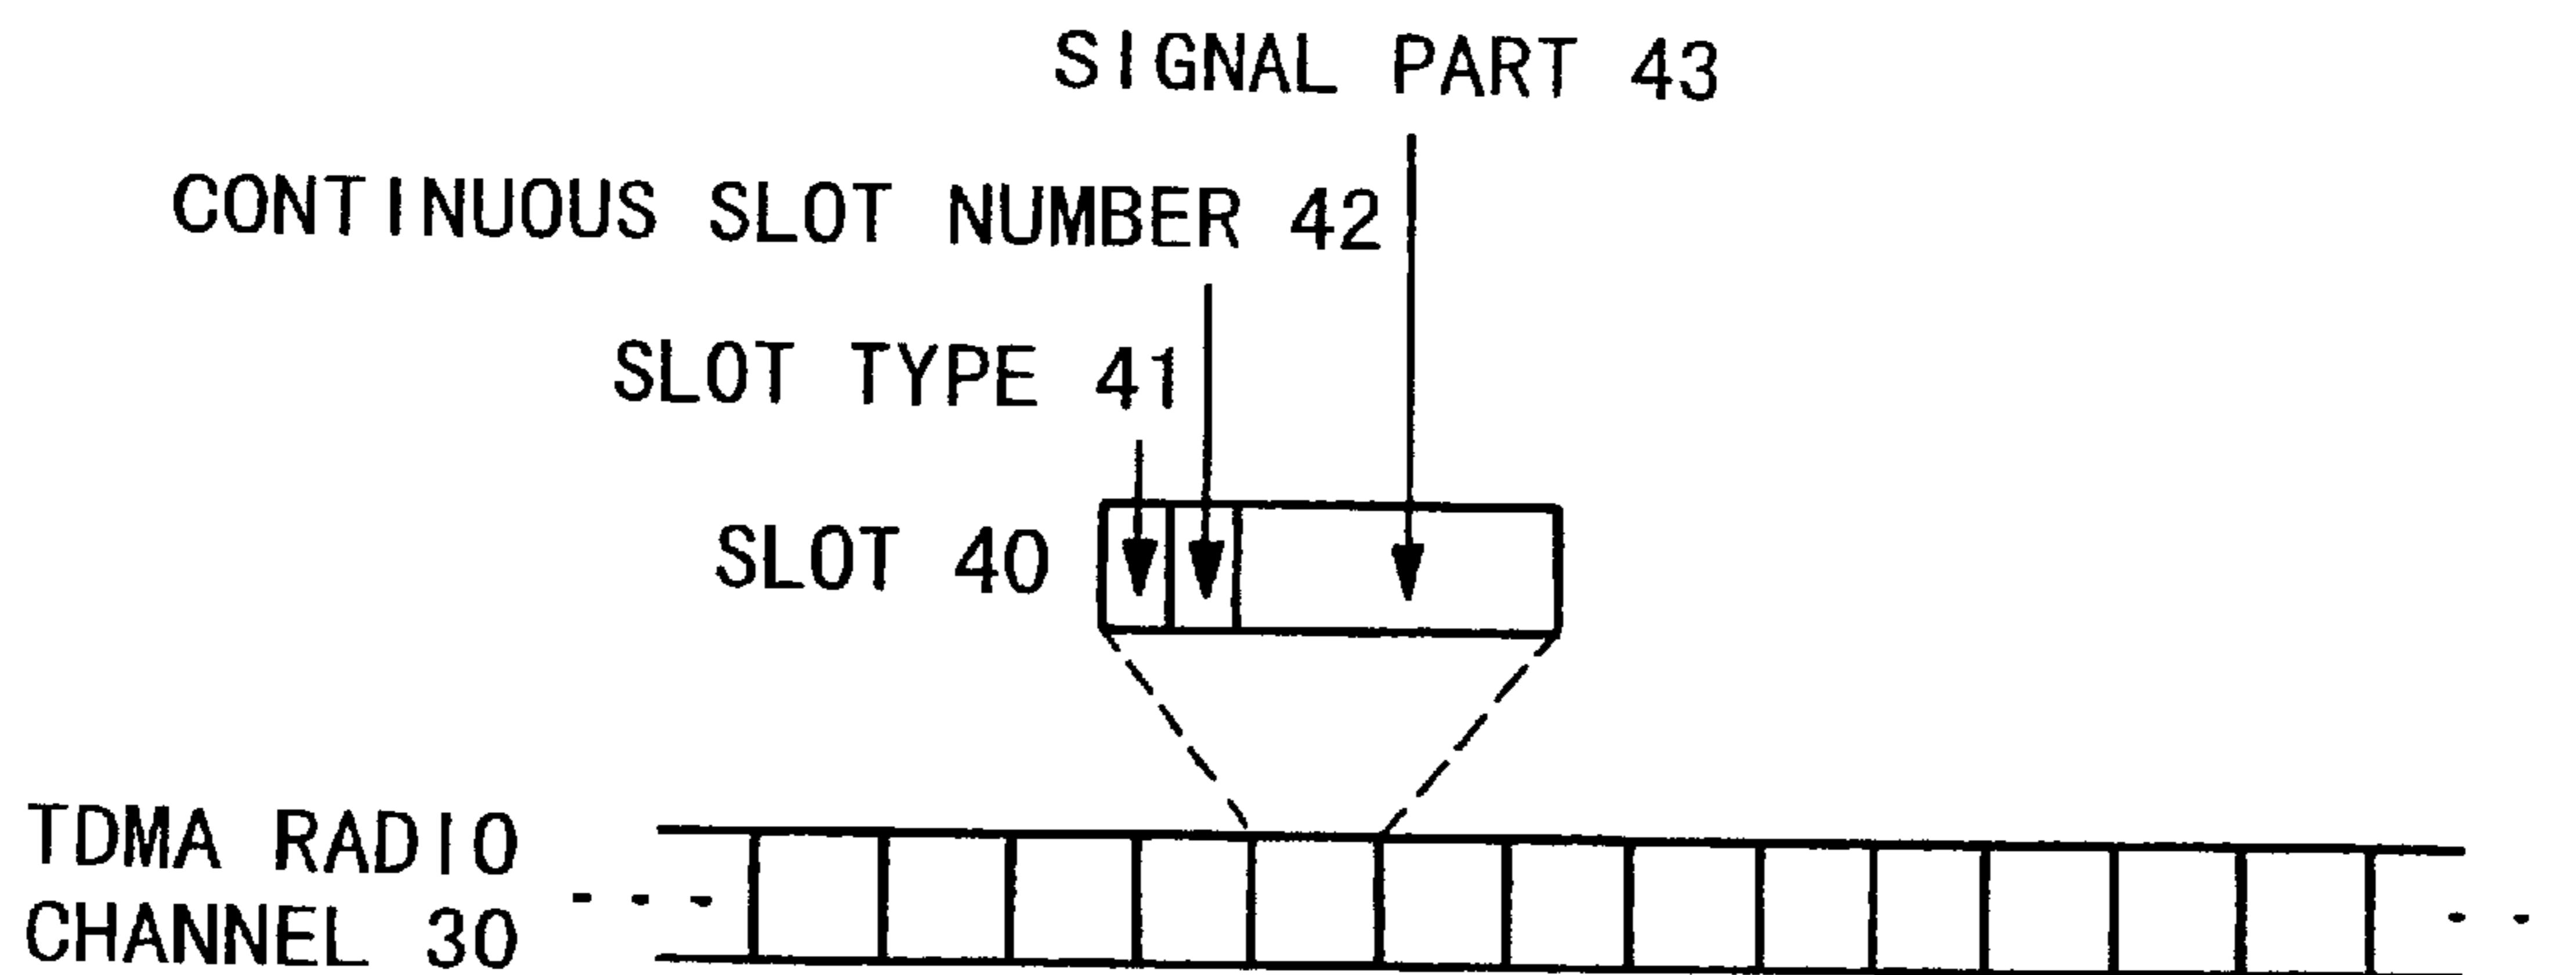 SIGNAL PART 43
CONTINUOUS SLOT NUMBER 42
SLOT TYPE 41
SLOT 40
TDMA RADIO
CHANNEL 30